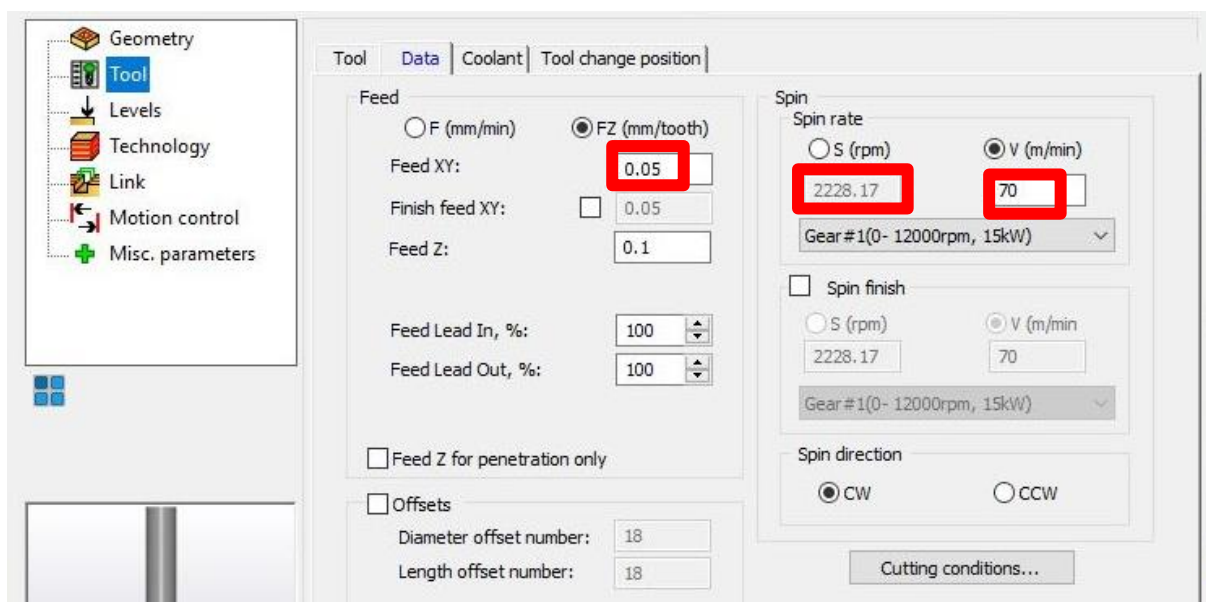 Geometry
Tool
Levels
Technology
Link
Motion control
Misc. parameters
Tool Data Coolant Tool change position
Feed
F (mm/min) FZ (mm/tooth)
Feed XY: 0.05
Finish feed XY: 0.05
Feed Z: 0.1
Feed Lead In, %: 100
Feed Lead Out, %: 100
Feed Z for penetration only
Offsets
Diameter offset number: 18
Length offset number: 18
Spin
Spin rate
S (rpm) V (m/min)
2228.17 70
Gear#1(0- 12000rpm, 15kW)
Spin finish
S (rpm) V (m/min
2228.17 70
Gear#1(0- 12000rpm, 15kW)
Spin direction
CW CCW
Cutting conditions...